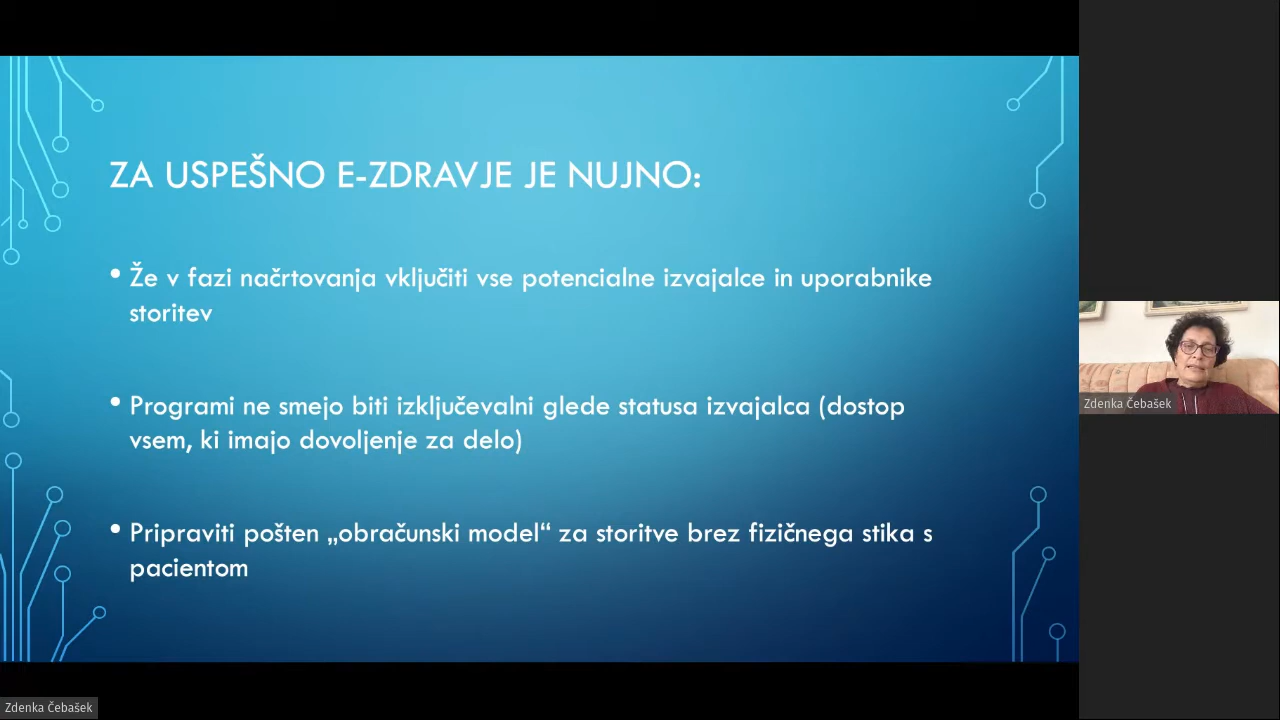 ZA USPEŠNO E-ZDRAVJE JE NUJNO:
• Že v fazi načrtovanja vključiti vse potencialne izvajalce in uporabnike
storitev
• Programi ne smejo biti izključevalni glede statusa izvajalca (dostop
vsem, ki imajo dovoljenje za delo)
• Pripraviti pošten „obračunski model“ za storitve brez fizičnega stika s
pacientom
Zdenka Čebašek
Zdenka Čebašek